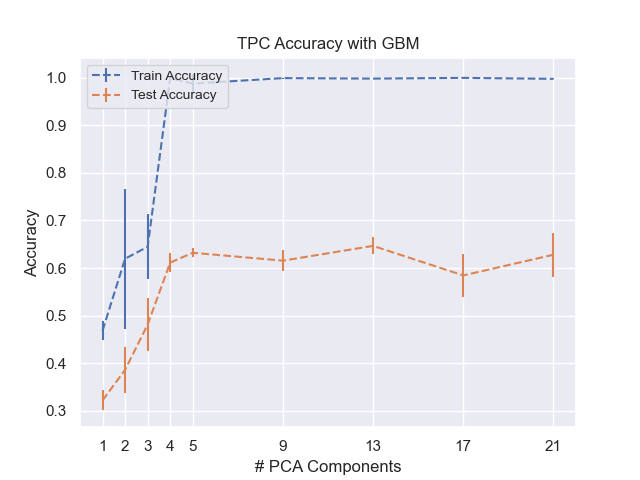 TPC Accuracy with GBM
Train Accuracy
Test Accuracy
1.0
0.9
0.8
0.7
0.6
0.5
0.4
0.3
Accuracy
1 2 3 4 5 9 13 17 21
# PCA Components